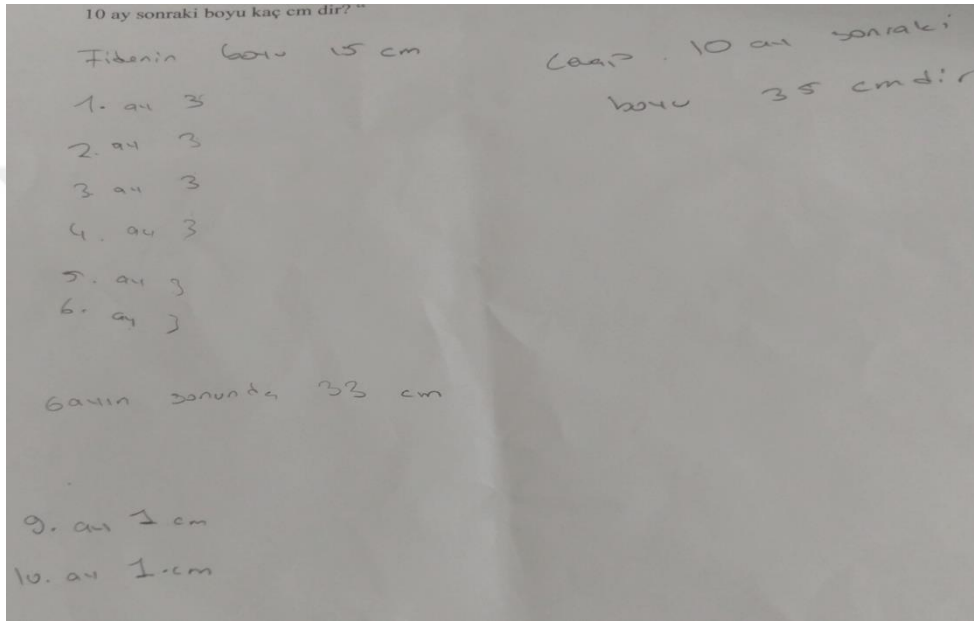 10 ay sonraki boyu kaç cm dir? "
Fidenin boyu 15 cm
1. ay 3
2. ay 3
3 ay 3
4. ay 3
5. ay 3
6. ay 3
6 ayın sonunda 33 cm
9. ay 1 cm
10. ay 1.cm
Cevap. 10 ay sonraki
boyu 35 cmdir